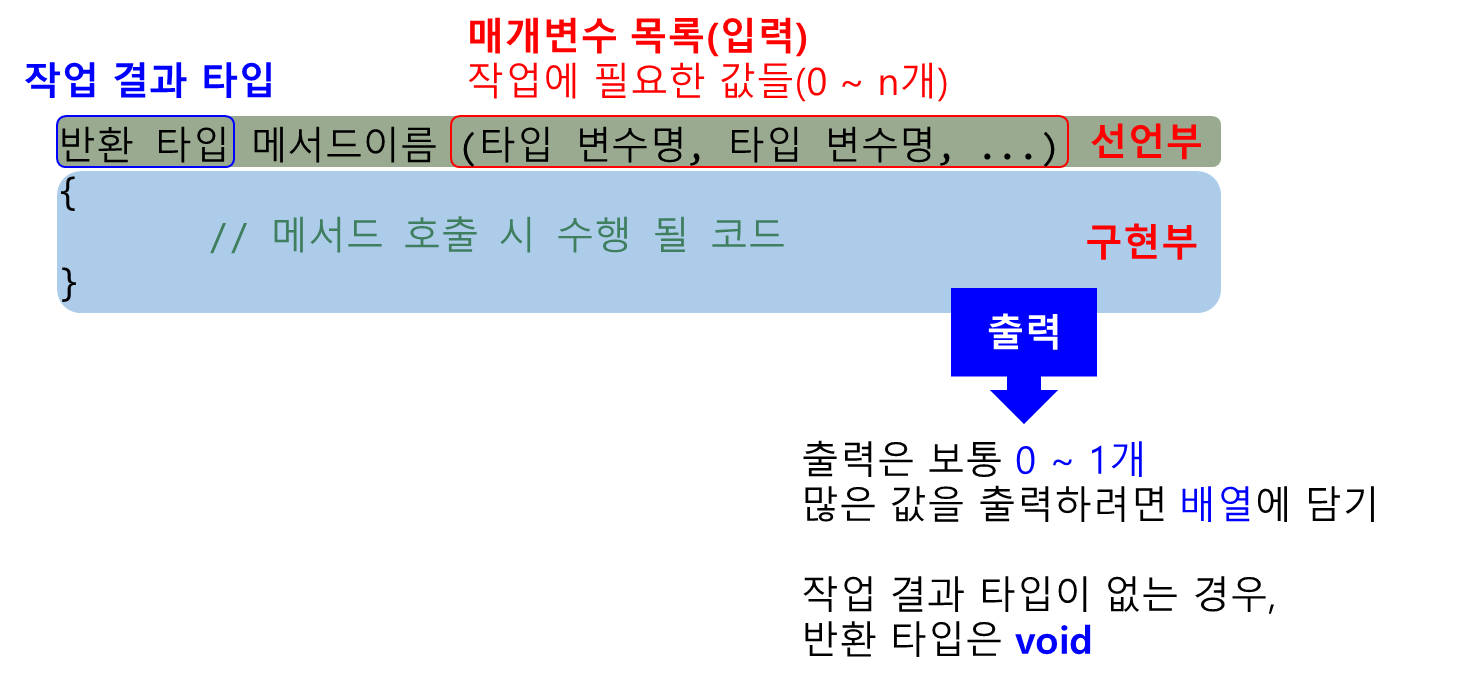 매개변수 목록(입력)
작업 결과 타입
작업에 필요한 값들(0 ~ n개)
반환 타입 메서드이름 (타입 변수명, 타입 변수명, ...) 선언부
{
// 메서드 호출 시 수행 될 코드
구현부
}
출력
출력은 보통 0 ~ 1개
많은 값을 출력하려면 배열에 담기
작업 결과 타입이 없는 경우,
반환 타입은 void